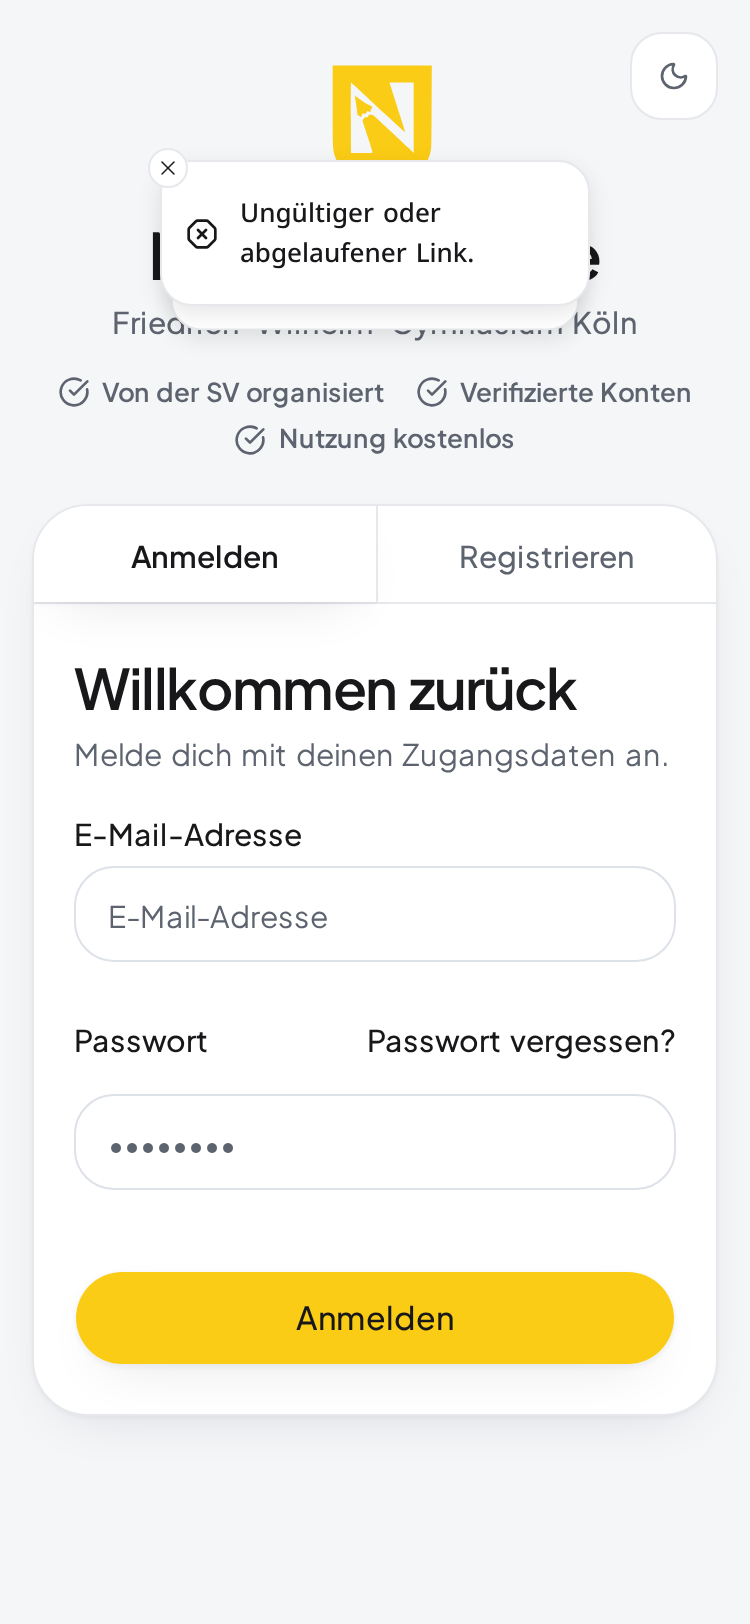 N
Ungültiger oder
abgelaufener Link.
Köln
Von der SV organisiert Verifizierte Konten
Nutzung kostenlos
Anmelden Registrieren
Willkommen zurück
Melde dich mit deinen Zugangsdaten an.
E-Mail-Adresse
E-Mail-Adresse
Passwort Passwort vergessen?
••••••••
Anmelden